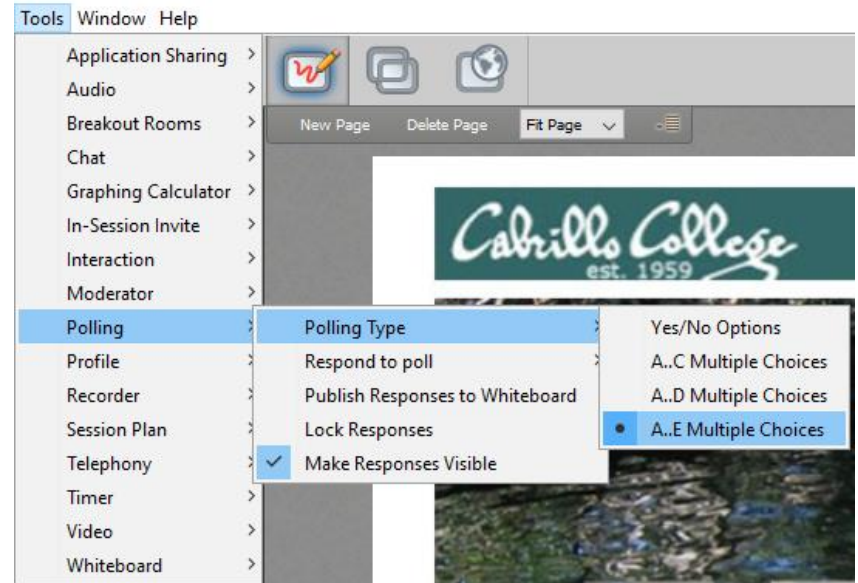 Tools Window Help
Application Sharing
Audio
Breakout Rooms
Chat
Graphing Calculator
In-Session Invite
Interaction
Moderator
Polling
Profile
Recorder
Session Plan
Telephony
Timer
Video
Whiteboard
New Page Delete Page Fit Page
Cabrillo College
est. 1959
Polling Type
Respond to poll
Publish Responses to Whiteboard
Lock Responses
Make Responses Visible
Yes/No Options
A..C Multiple Choices
A..D Multiple Choices
A..E Multiple Choices